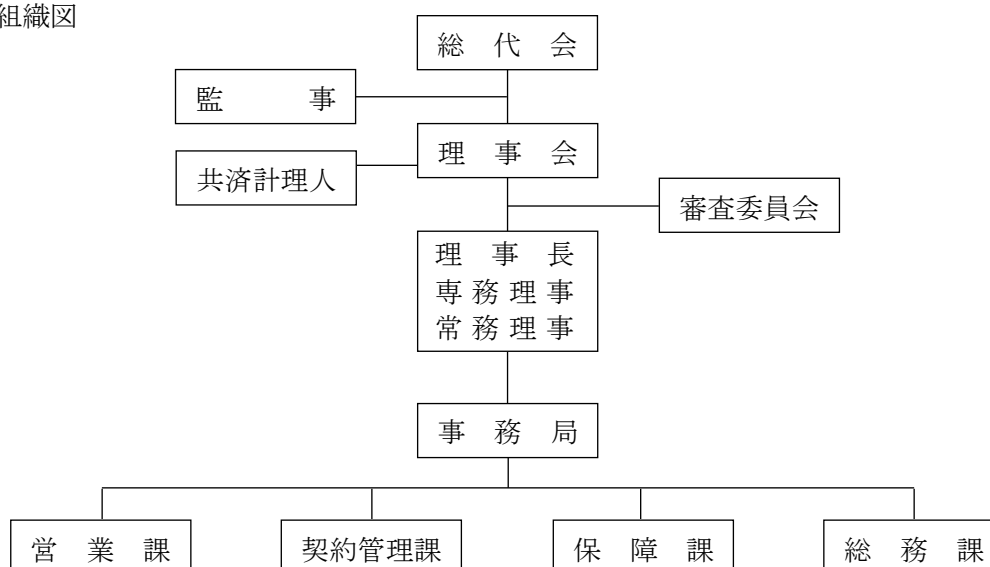 組織図
総代会
監事
理事会
共済計理人
審査委員会
理事長
専務理事
常務理事
事務局
営業課
契約管理課
保障課
総務課